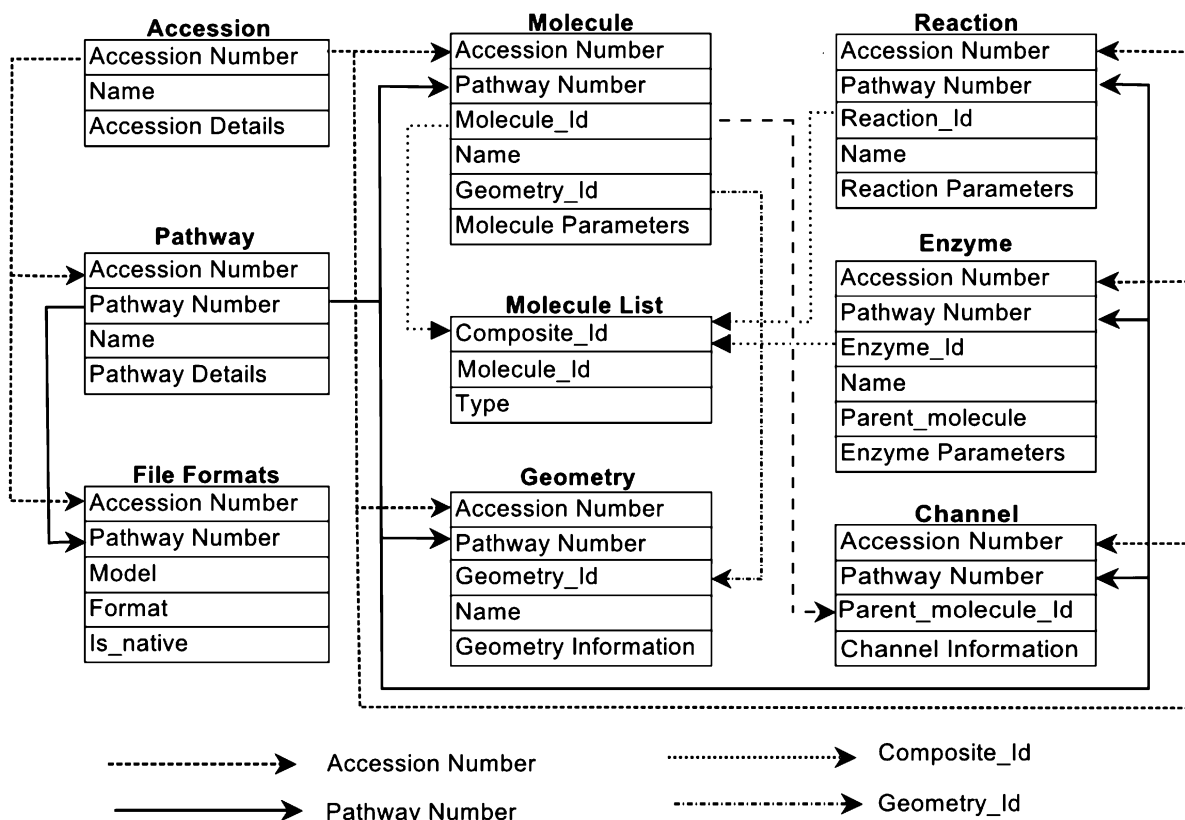 Accession
Accession Number
Name
Accession Details
Pathway
Accession Number
Pathway Number
Name
Pathway Details
File Formats
Accession Number
Pathway Number
Model
Format
Is_native
Molecule
Accession Number
Pathway Number
Molecule_Id
Name
Geometry_Id
Molecule Parameters
Molecule List
Composite_Id
Molecule_Id
Type
Geometry
Accession Number
Pathway Number
Geometry_Id
Name
Geometry Information
Reaction
Accession Number
Pathway Number
Reaction_Id
Name
Reaction Parameters
Enzyme
Accession Number
Pathway Number
Enzyme_Id
Name
Parent_molecule
Enzyme Parameters
Channel
Accession Number
Pathway Number
Parent_molecule_Id
Channel Information
Accession Number
Pathway Number
Composite_Id
Geometry_Id